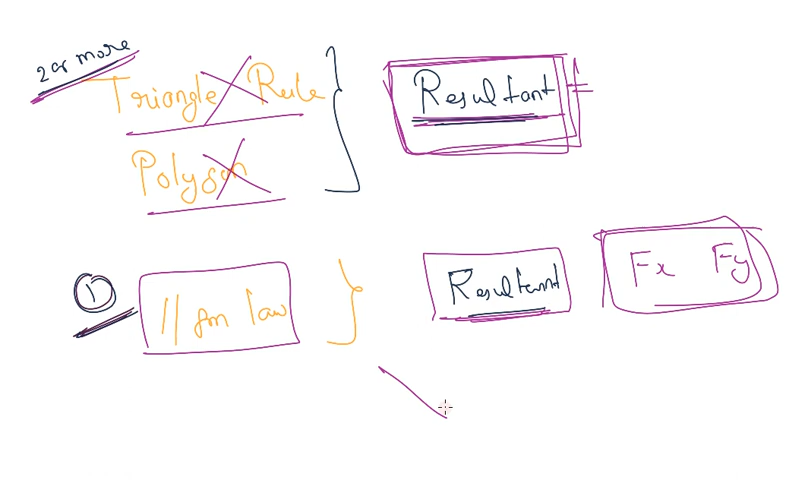 2 or more
Triangle Rule
Resultant =
Polygon
1
// gm law
Resultant
Fx Fy